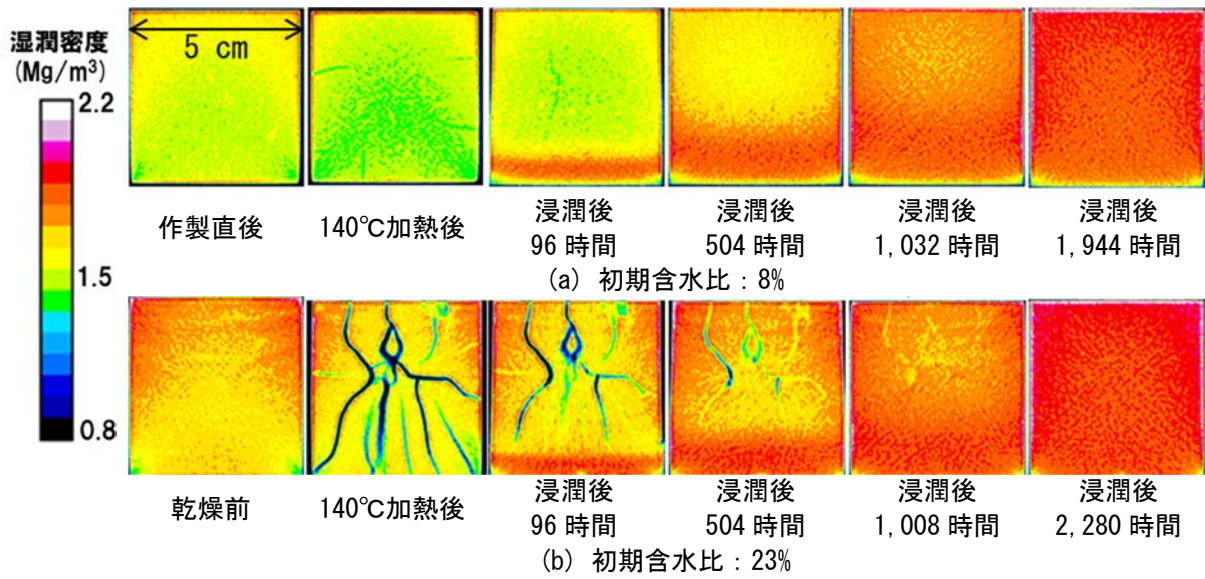 湿潤密度
(Mg/m³)
2.2
1.5
0.8
5 cm
作製直後
140℃加熱後
浸潤後
96 時間
浸潤後
504 時間
浸潤後
1,032 時間
浸潤後
1,944 時間
(a) 初期含水比：8%
乾燥前
140℃加熱後
浸潤後
96 時間
浸潤後
504 時間
浸潤後
1,008 時間
浸潤後
2,280 時間
(b) 初期含水比：23%